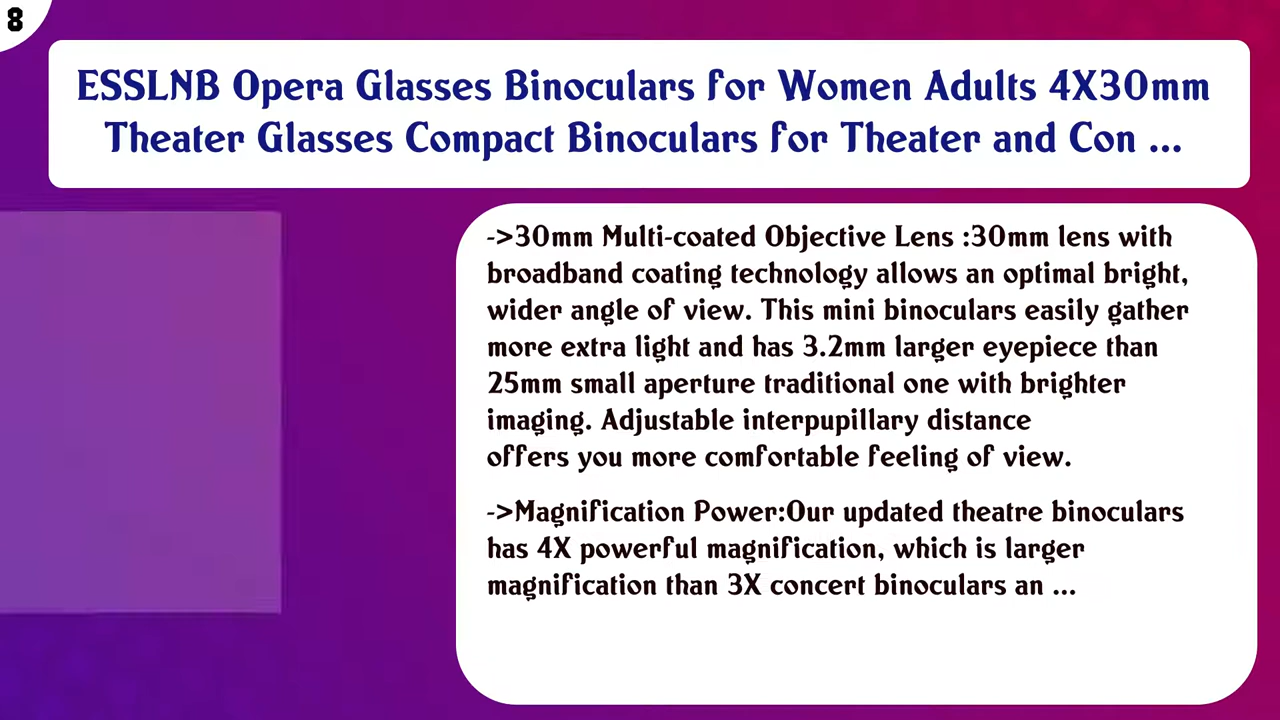 8
ESSLNB Opera Glasses Binoculars for Women Adults 4X30mm
Theater Glasses Compact Binoculars for Theater and Con ...
->30mm Multi-coated Objective Lens :30mm lens with
broadband coating technology allows an optimal bright,
wider angle of view. This mini binoculars easily gather
more extra light and has 3.2mm larger eyepiece than
25mm small aperture traditional one with brighter
imaging. Adjustable interpupillary distance
offers you more comfortable feeling of view.
->Magnification Power:Our updated theatre binoculars
has 4X powerful magnification, which is larger
magnification than 3X concert binoculars an ...